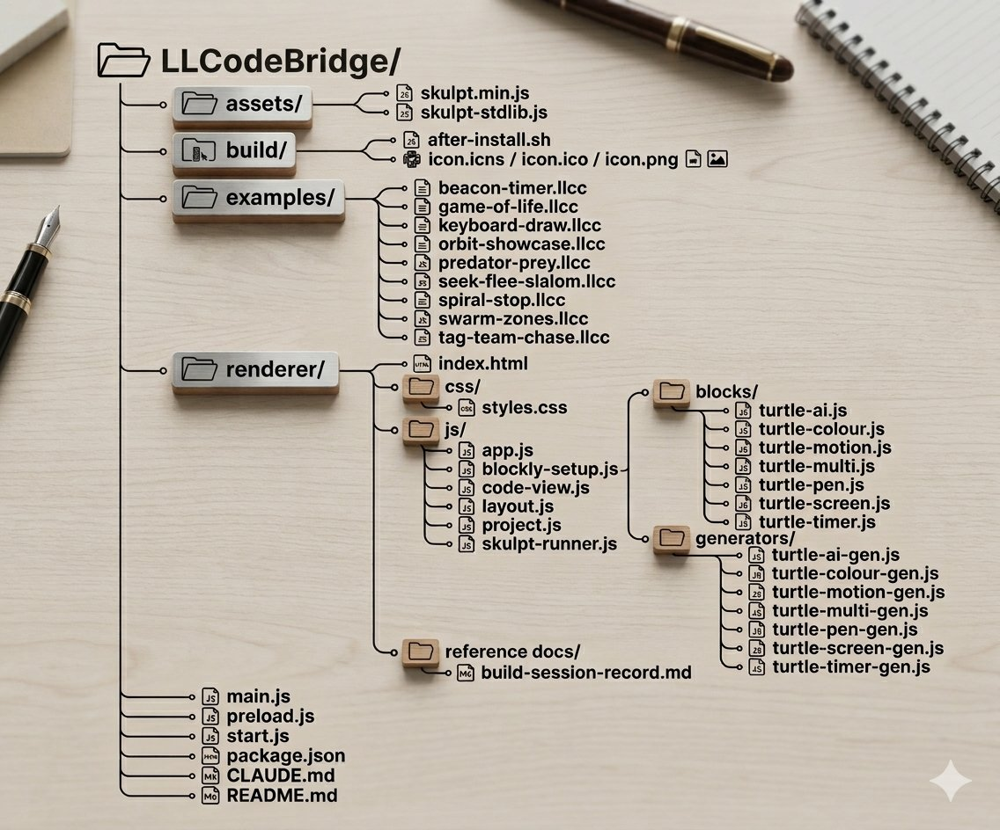 LLCodeBridge/
assets/
skulpt.min.js
skulpt-stdlib.js
build/
after-install.sh
icon.icns / icon.ico / icon.png
examples/
beacon-timer.llcc
game-of-life.llcc
keyboard-draw.llcc
orbit-showcase.llcc
predator-prey.llcc
seek-flee-slalom.llcc
spiral-stop.llcc
swarm-zones.llcc
tag-team-chase.llcc
renderer/
index.html
css/
styles.css
js/
app.js
blockly-setup.js
code-view.js
layout.js
project.js
skulpt-runner.js
blocks/
turtle-ai.js
turtle-colour.js
turtle-motion.js
turtle-multi.js
turtle-pen.js
turtle-screen.js
turtle-timer.js
generators/
turtle-ai-gen.js
turtle-colour-gen.js
turtle-motion-gen.js
turtle-multi-gen.js
turtle-pen-gen.js
turtle-screen-gen.js
turtle-timer-gen.js
reference docs/
build-session-record.md
main.js
preload.js
start.js
package.json
CLAUDE.md
README.md